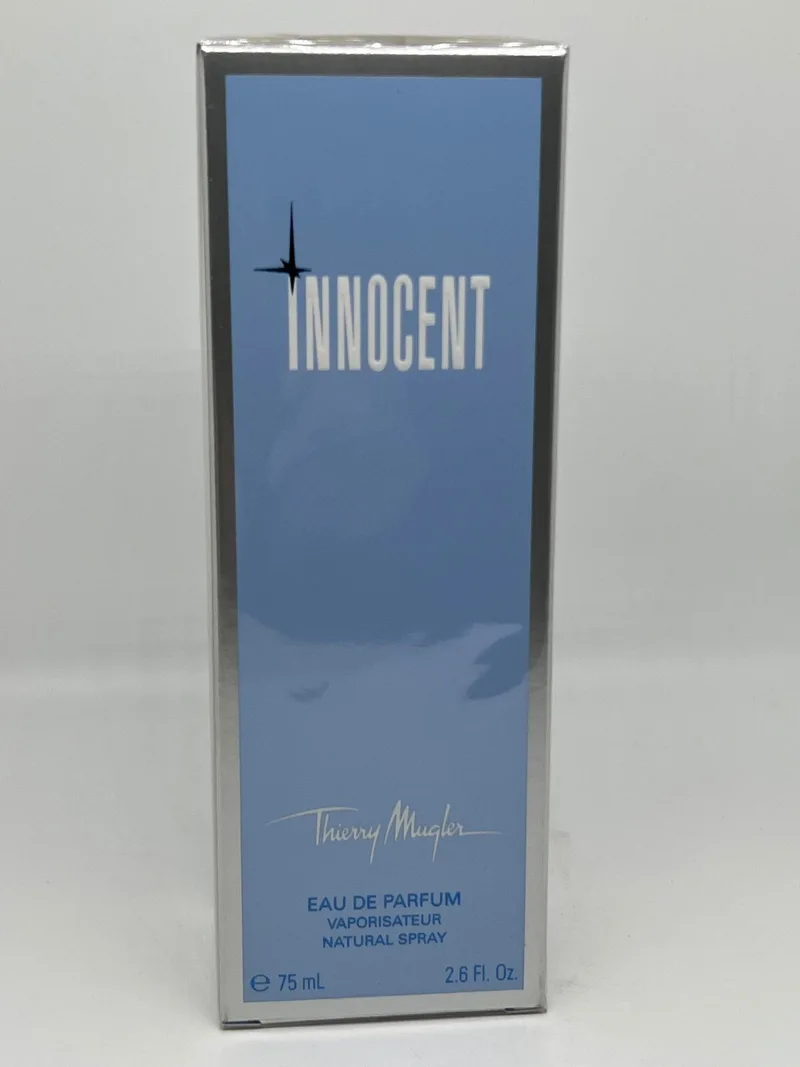 INNOCENT
Thierry Mugler
EAU DE PARFUM
VAPORISATEUR
NATURAL SPRAY
℮ 75 mL 2.6 Fl. Oz.